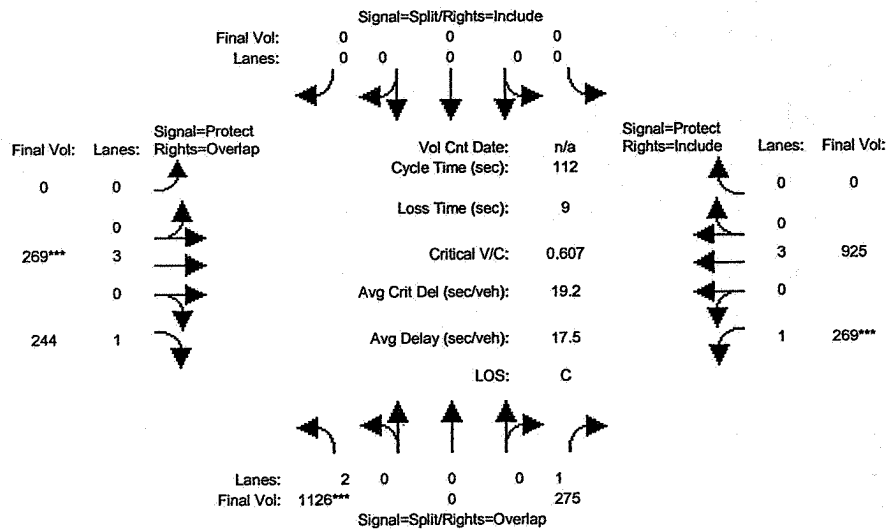 Signal=Split/Rights=Include
Final Vol: 0 0 0
Lanes: 0 0 0 0 0
Signal=Protect
Final Vol: Lanes: Rights=Overlap
Vol Cnt Date: n/a
Signal=Protect
Rights=Include Lanes: Final Vol:
Cycle Time (sec): 112
0 0
0 0
Loss Time (sec): 9
0
0
269*** 3
Critical V/C: 0.607
3 925
0
Avg Crit Del (sec/veh): 19.2
0
244 1
Avg Delay (sec/veh): 17.5
1 269***
LOS: C
Lanes: 2 0 0 0 1
Final Vol: 1126*** 0 275
Signal=Split/Rights=Overlap